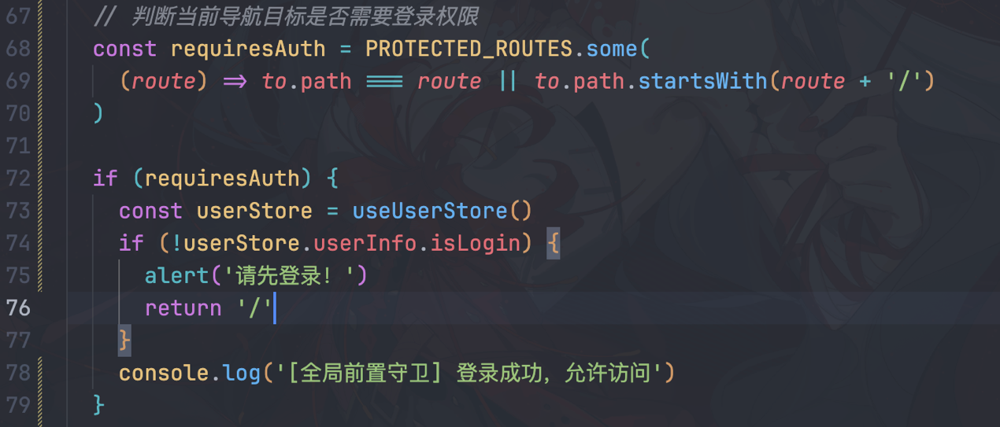 67 // 判断当前导航目标是否需要登录权限
68 const requiresAuth = PROTECTED_ROUTES.some(
69 (route) => to.path === route || to.path.startsWith(route + '/')
70 )
71
72 if (requiresAuth) {
73 const userStore = useUserStore()
74 if (!userStore.userInfo.isLogin) {
75 alert('请先登录！')
76 return '/'
77 }
78 console.log('[全局前置守卫] 登录成功，允许访问')
79 }